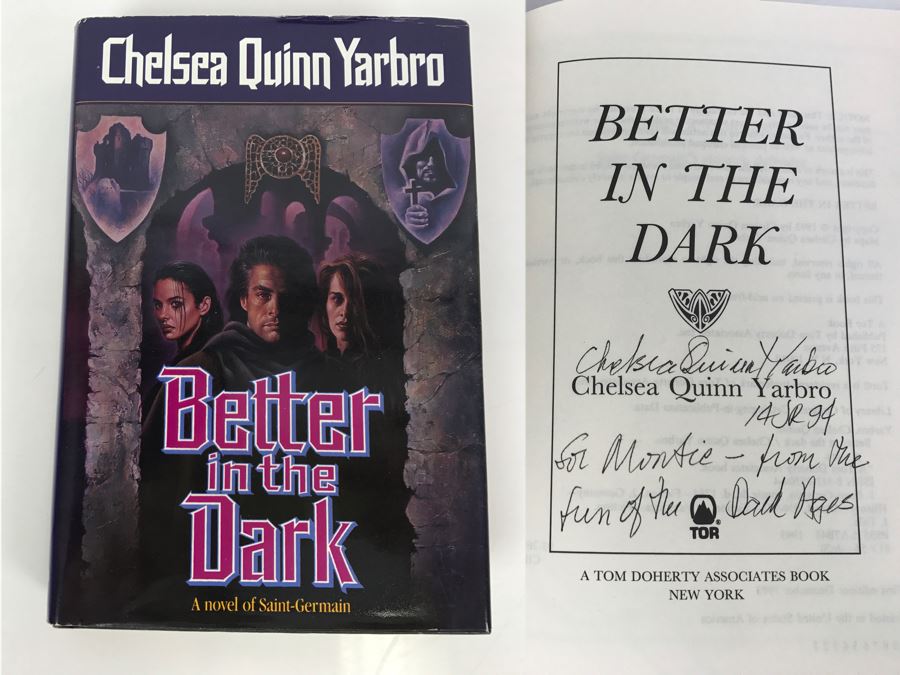 Chelsea Quinn Yarbro
Better
in the
Dark
A novel of Saint-Germain
BETTER
IN THE
DARK
Chelsea Quinn Yarbro
Chelsea Quinn Yarbro
94
for Montie - from the
fun of the Dark Ages
TOR
A TOM DOHERTY ASSOCIATES BOOK
NEW YORK